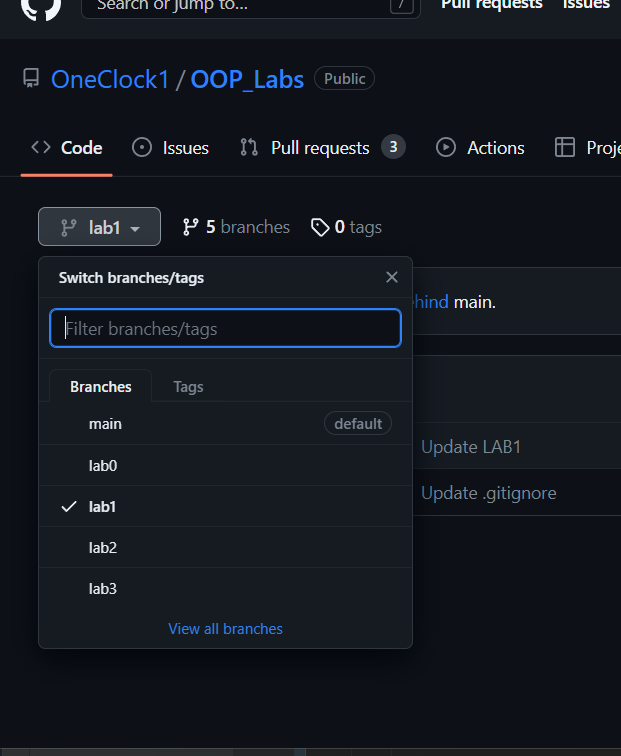 Search or jump to...
/
Pull requests
Issues
OneClock1 / OOP_Labs
Public
Code
Issues
Pull requests 3
Actions
Proje
lab1
5 branches
0 tags
Switch branches/tags
hind main.
Filter branches/tags
Branches
Tags
main
default
lab0
Update LAB1
Update .gitignore
lab1
lab2
lab3
View all branches